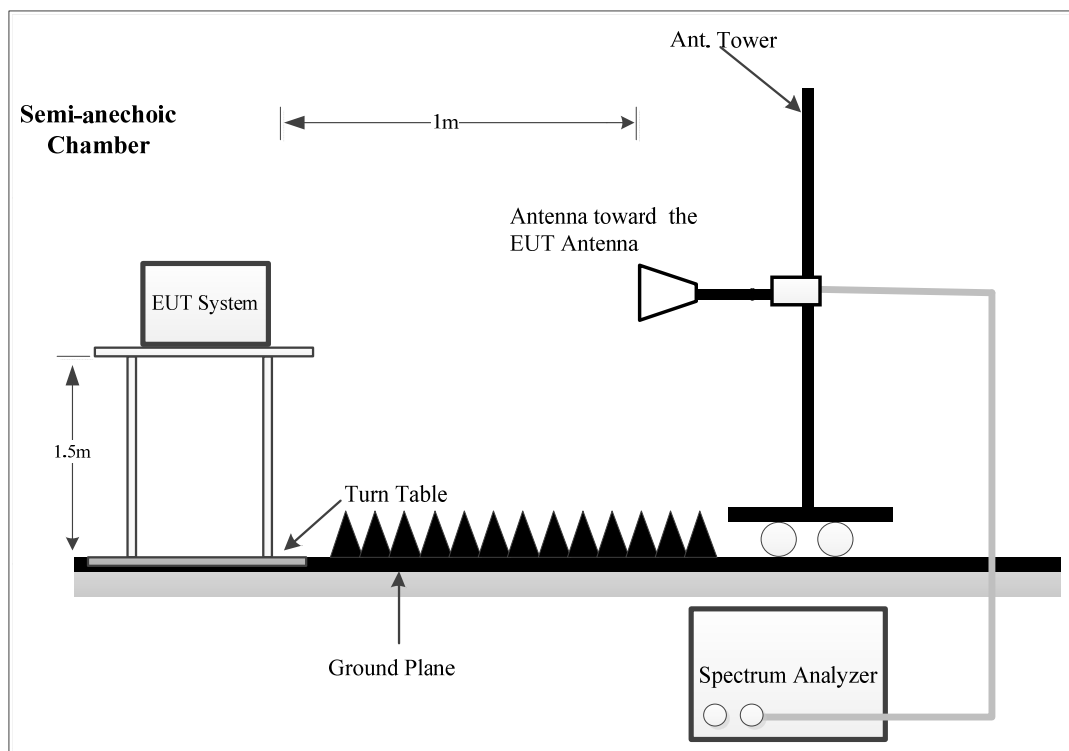 Ant. Tower
Semi-anechoic
Chamber
1m
Antenna toward the
EUT Antenna
EUT System
1.5m
Turn Table
Ground Plane
Spectrum Analyzer